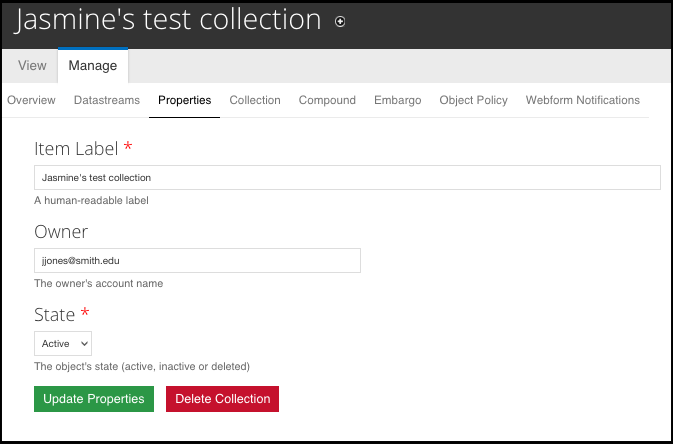 Jasmine's test collection
View Manage
Overview Datastreams Properties Collection Compound Embargo Object Policy Webform Notifications
Item Label *
Jasmine's test collection
A human-readable label
Owner
jjones@smith.edu
The owner's account name
State *
Active
The object's state (active, inactive or deleted)
Update Properties Delete Collection